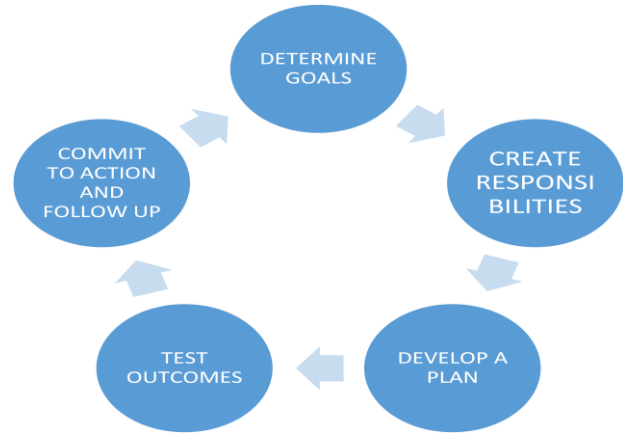 DETERMINE
GOALS
CREATE
RESPONSI
BILITIES
DEVELOP A
PLAN
TEST
OUTCOMES
COMMIT
TO ACTION
AND
FOLLOW UP